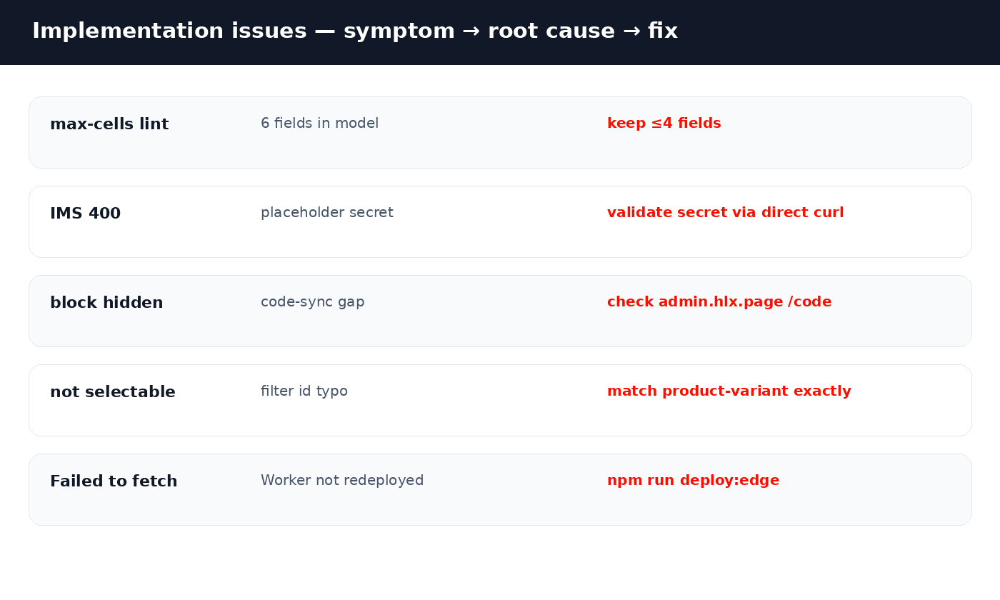 Implementation issues — symptom → root cause → fix
max-cells lint 6 fields in model keep ≤4 fields
IMS 400 placeholder secret validate secret via direct curl
block hidden code-sync gap check admin.hlx.page /code
not selectable filter id typo match product-variant exactly
Failed to fetch Worker not redeployed npm run deploy:edge